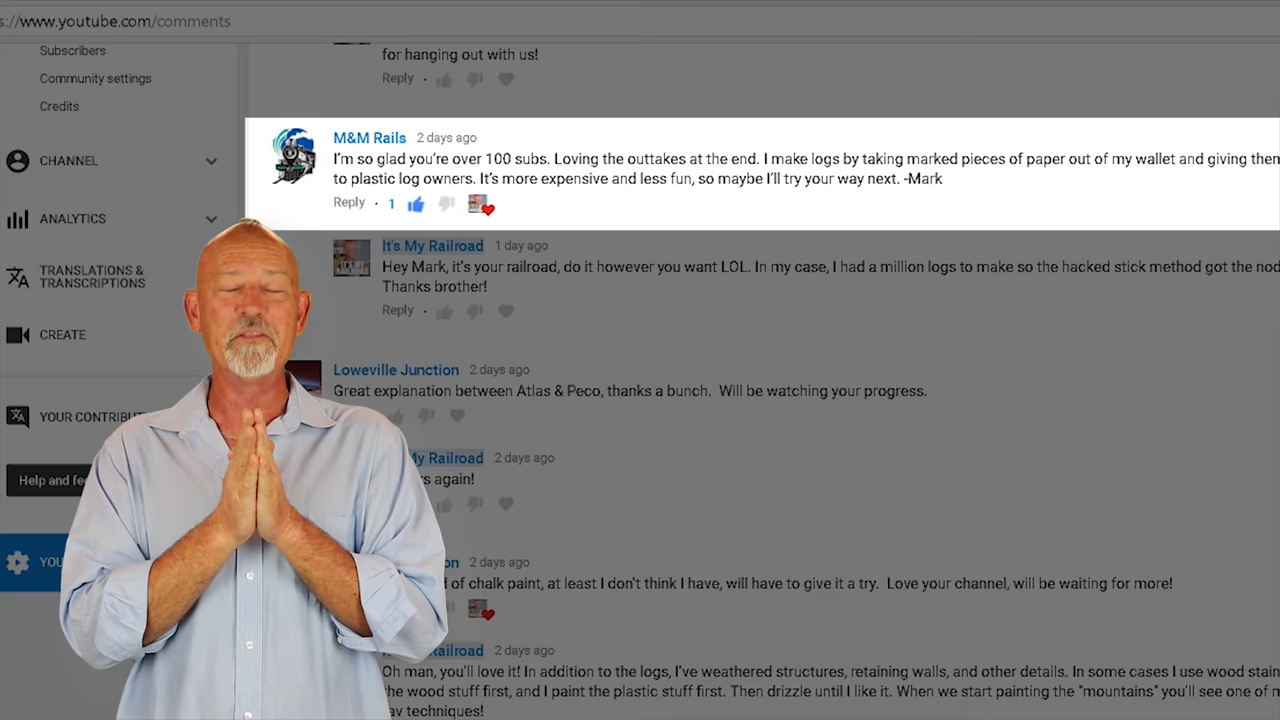 s://www.youtube.com/comments
Subscribers
Community settings
Credits
CHANNEL
ANALYTICS
TRANSLATIONS &
TRANSCRIPTIONS
CREATE
YOUR CONTRIBU
Help and fee
YOU
for hanging out with us!
Reply ·
M&M Rails 2 days ago
I'm so glad you're over 100 subs. Loving the outtakes at the end. I make logs by taking marked pieces of paper out of my wallet and giving them
to plastic log owners. It's more expensive and less fun, so maybe I'll try your way next. -Mark
Reply · 1
IT'S MY
RAILROAD
It's My Railroad 1 day ago
Hey Mark, it's your railroad, do it however you want LOL. In my case, I had a million logs to make so the hacked stick method got the nod
Thanks brother!
Reply ·
Loweville Junction 2 days ago
Great explanation between Atlas & Peco, thanks a bunch. Will be watching your progress.
My Railroad 2 days ago
s again!
on 2 days ago
d of chalk paint, at least I don't think I have, will have to give it a try. Love your channel, will be waiting for more!
Railroad 2 days ago
Oh man, you'll love it! In addition to the logs, I've weathered structures, retaining walls, and other details. In some cases I use wood stain
the wood stuff first, and I paint the plastic stuff first. Then drizzle until I like it. When we start painting the "mountains" you'll see one of m
av techniques!